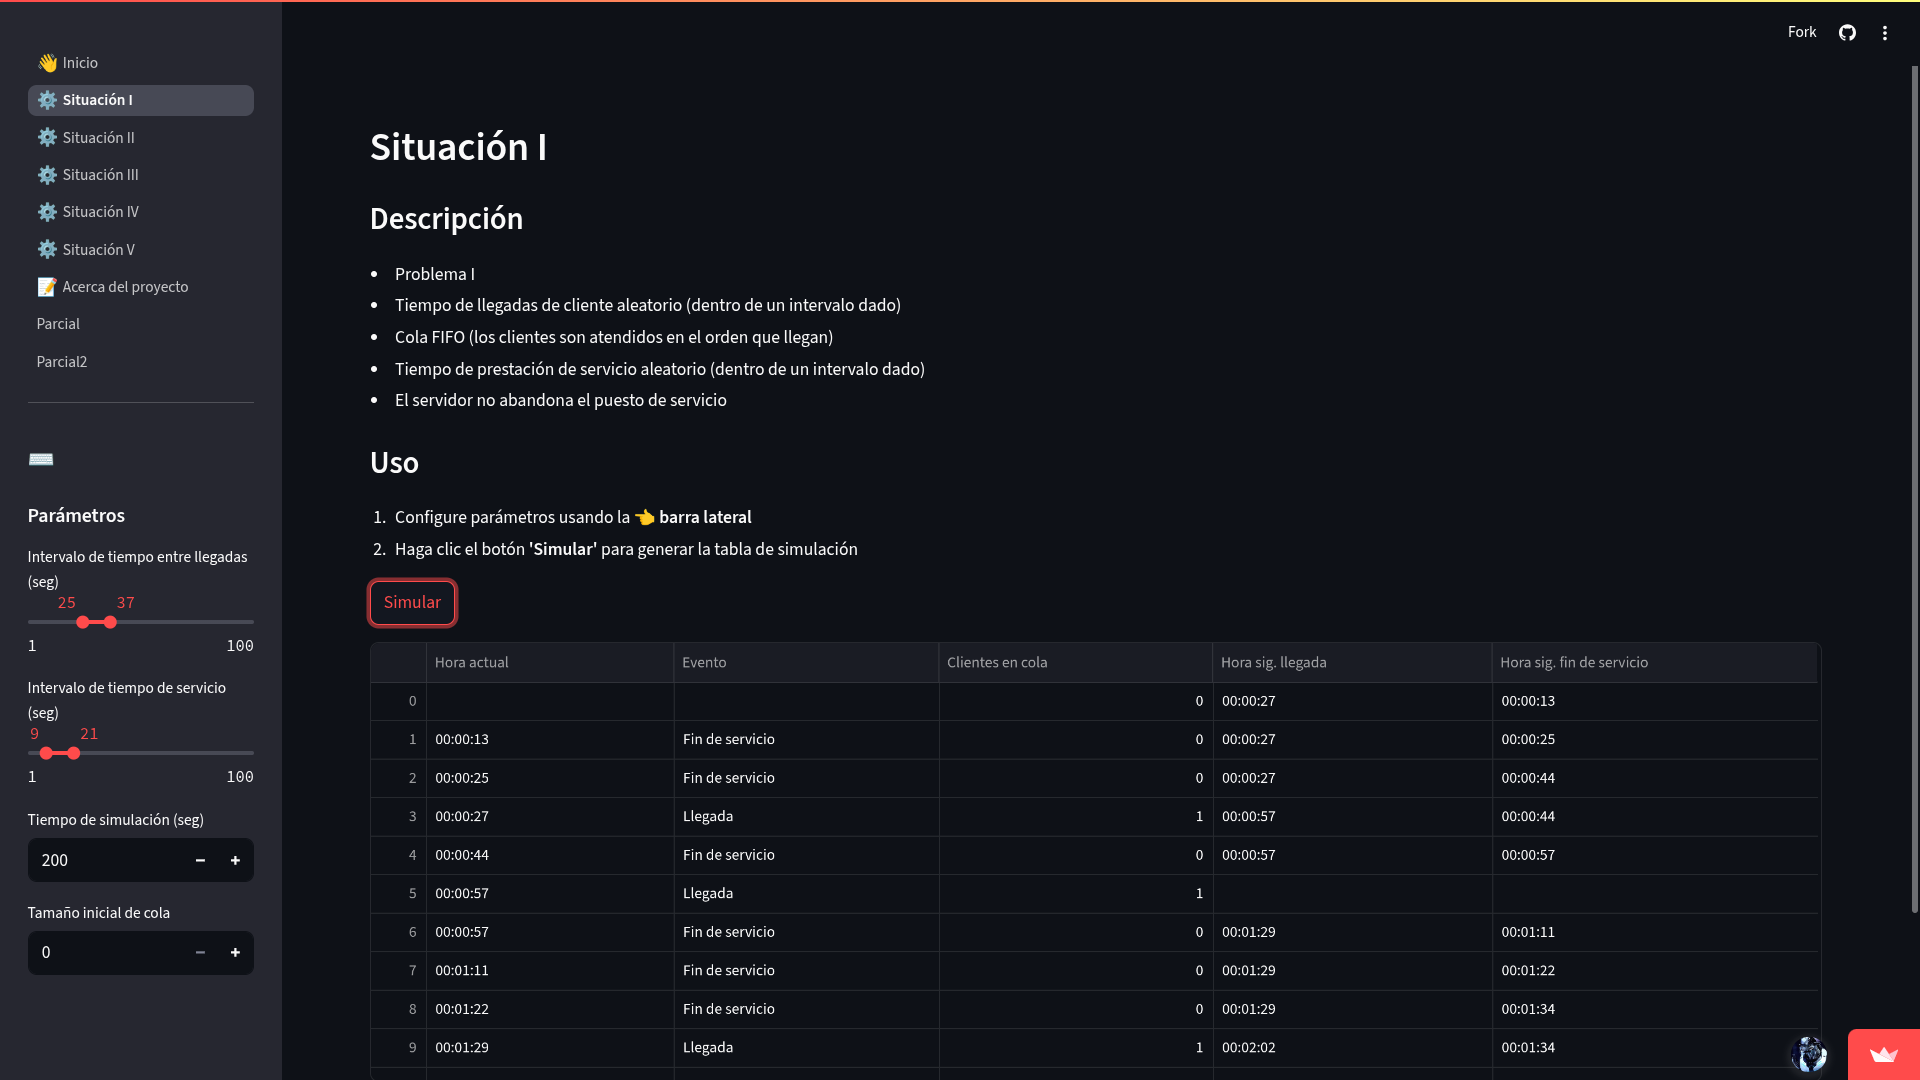 Fork
Inicio
Situación I
Situación II
Situación III
Situación IV
Situación V
Acerca del proyecto
Parcial
Parcial2
Parámetros
Intervalo de tiempo entre llegadas
(seg)
25 37
1 100
Intervalo de tiempo de servicio
(seg)
9 21
1 100
Tiempo de simulación (seg)
200
Tamaño inicial de cola
0
Situación I
Descripción
• Problema I
• Tiempo de llegadas de cliente aleatorio (dentro de un intervalo dado)
• Cola FIFO (los clientes son atendidos en el orden que llegan)
• Tiempo de prestación de servicio aleatorio (dentro de un intervalo dado)
• El servidor no abandona el puesto de servicio
Uso
1. Configure parámetros usando la 👈 barra lateral
2. Haga clic el botón 'Simular' para generar la tabla de simulación
Simular
Hora actual Evento Clientes en cola Hora sig. llegada Hora sig. fin de servicio
0 0 00:00:27 00:00:13
1 00:00:13 Fin de servicio 0 00:00:27 00:00:25
2 00:00:25 Fin de servicio 0 00:00:27 00:00:44
3 00:00:27 Llegada 1 00:00:57 00:00:44
4 00:00:44 Fin de servicio 0 00:00:57 00:00:57
5 00:00:57 Llegada 1
6 00:00:57 Fin de servicio 0 00:01:29 00:01:11
7 00:01:11 Fin de servicio 0 00:01:29 00:01:22
8 00:01:22 Fin de servicio 0 00:01:29 00:01:34
9 00:01:29 Llegada 1 00:02:02 00:01:34